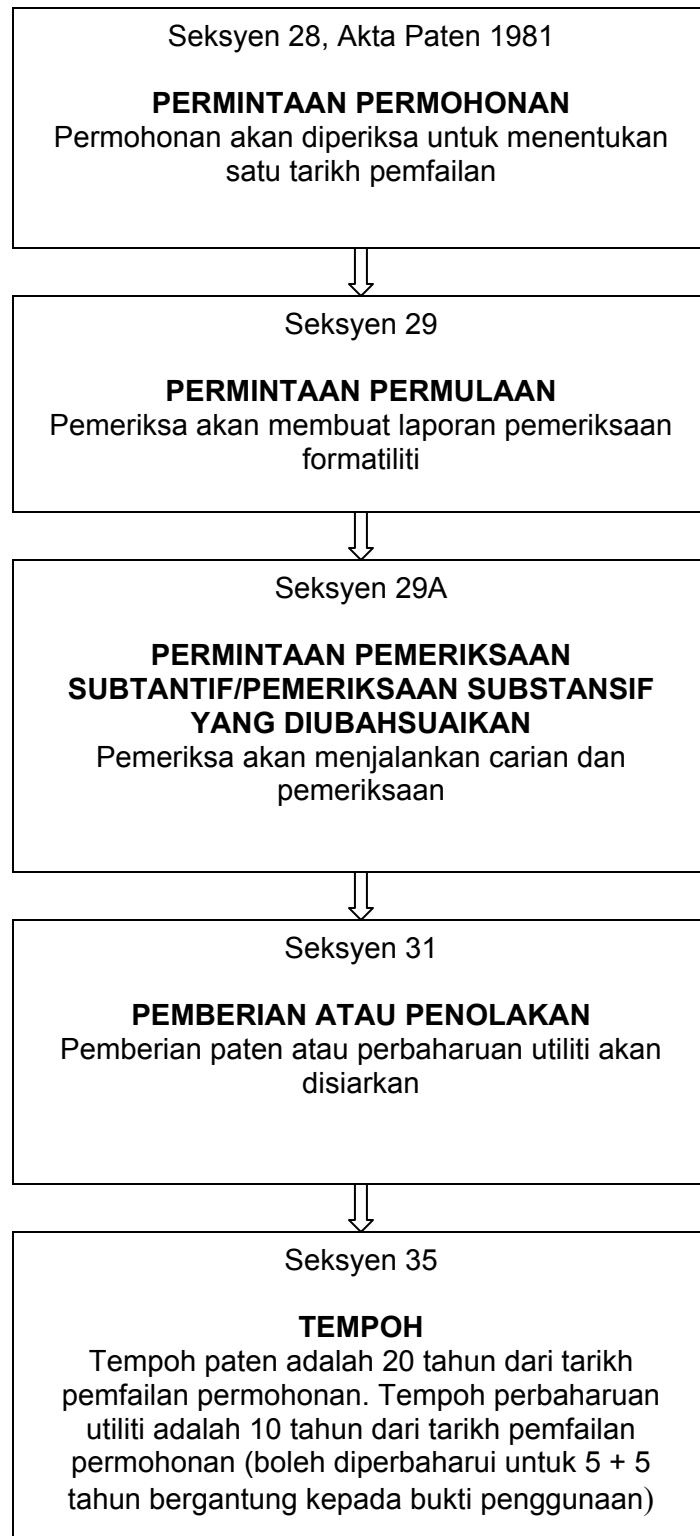 Seksyen 28, Akta Paten 1981
PERMINTAAN PERMOHONAN
Permohonan akan diperiksa untuk menentukan
satu tarikh pemfailan
Seksyen 29
PERMINTAAN PERMULAAN
Pemeriksa akan membuat laporan pemeriksaan
formatiliti
Seksyen 29A
PERMINTAAN PEMERIKSAAN
SUBTANTIF/PEMERIKSAAN SUBSTANSIF
YANG DIUBAHSUAIKAN
Pemeriksa akan menjalankan carian dan
pemeriksaan
Seksyen 31
PEMBERIAN ATAU PENOLAKAN
Pemberian paten atau perbaharuan utiliti akan
disiarkan
Seksyen 35
TEMPOH
Tempoh paten adalah 20 tahun dari tarikh
pemfailan permohonan. Tempoh perbaharuan
utiliti adalah 10 tahun dari tarikh pemfailan
permohonan (boleh diperbaharui untuk 5 + 5
tahun bergantung kepada bukti penggunaan)